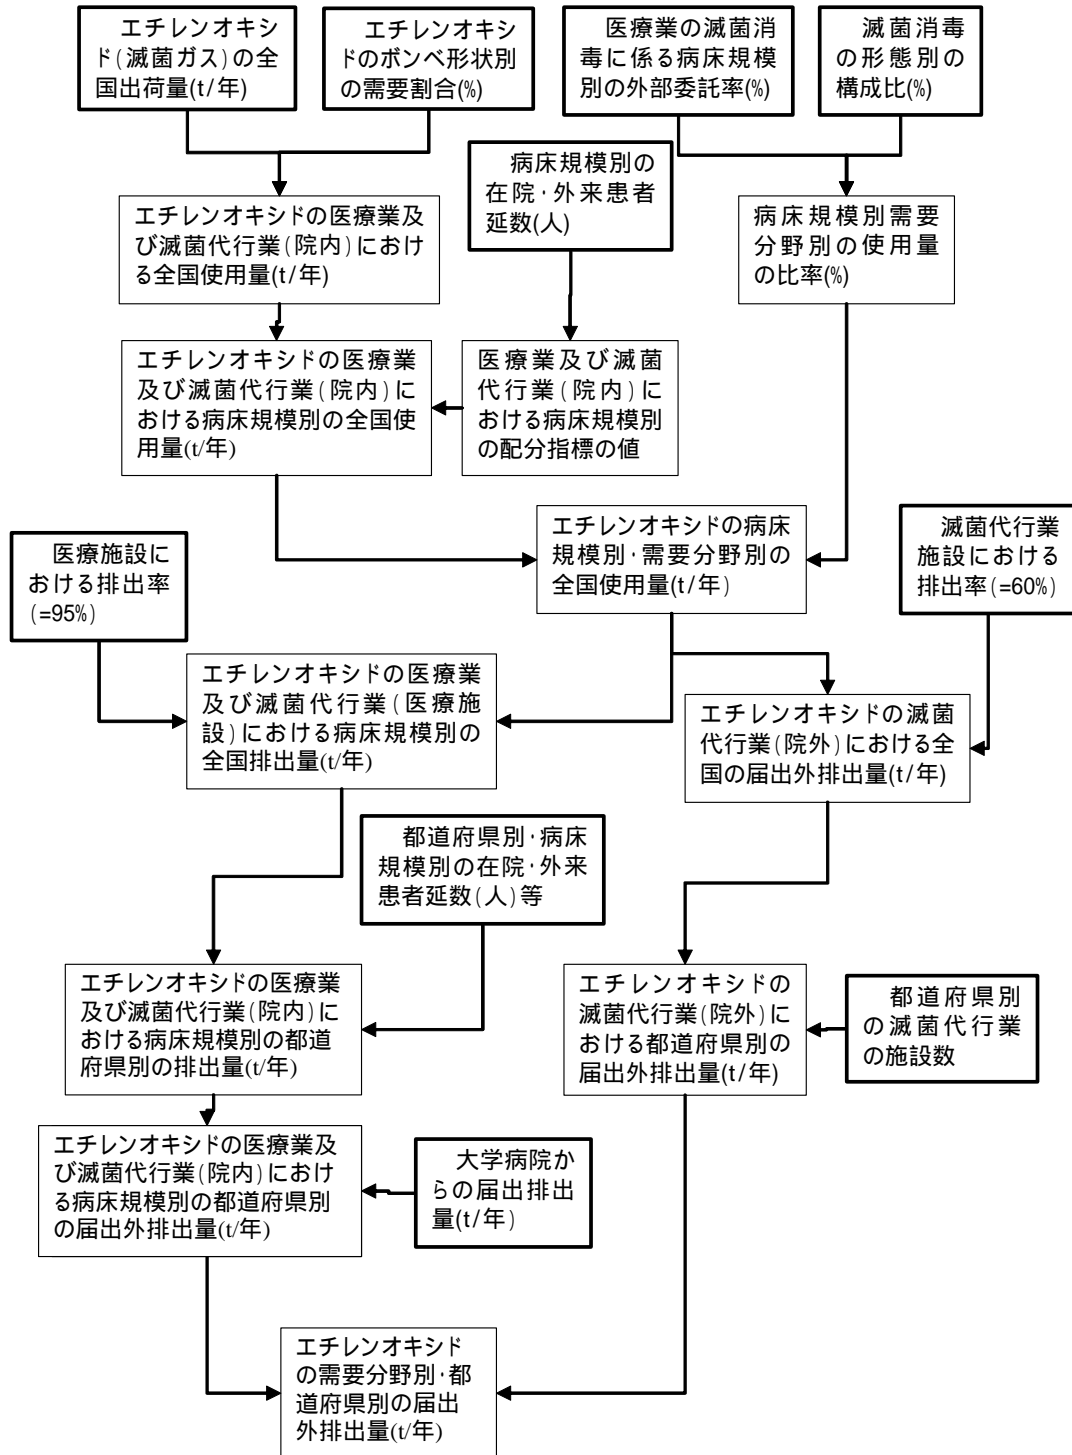 エチレンオキシ
ド(滅菌ガス)の全
国出荷量(t/年)
エチレンオキ
シドのボンベ形状別
の需要割合(%)
医療業の滅菌消
毒に係る病床規模
別の外部委託率(%)
滅菌消毒
の形態別の
構成比(%)
病床規模別の
在院・外来患者
延数(人)
エチレンオキシドの医療業及
び滅菌代行業(院内)におけ
る全国使用量(t/年)
病床規模別需要
分野別の使用量
の比率(%)
エチレンオキシドの医療業
及び滅菌代行業(院内)に
おける病床規模別の全国使
用量(t/年)
医療業及び滅菌
代行業(院内)に
おける病床規模別
の配分指標の値
エチレンオキシドの病床
規模別・需要分野別の
全国使用量(t/年)
医療施設に
おける排出率
(=95%)
滅菌代行業
施設における
排出率(=60%)
エチレンオキシドの医療業
及び滅菌代行業(医療施
設)における病床規模別の
全国排出量(t/年)
エチレンオキシドの滅菌
代行業(院外)における全
国の届出外排出量(t/年)
都道府県別・病床
規模別の在院・外来
患者延数(人)等
エチレンオキシドの医療業
及び滅菌代行業(院内)に
おける病床規模別の都道
府県別の排出量(t/年)
エチレンオキシドの
滅菌代行業(院外)に
おける都道府県別の
届出外排出量(t/年)
都道府県別
の滅菌代行業
の施設数
エチレンオキシドの医療業及
び滅菌代行業(院内)におけ
る病床規模別の都道府県別
の届出外排出量(t/年)
大学病院か
らの届出排出
量(t/年)
エチレンオキシド
の需要分野別・都
道府県別の届出
外排出量(t/年)